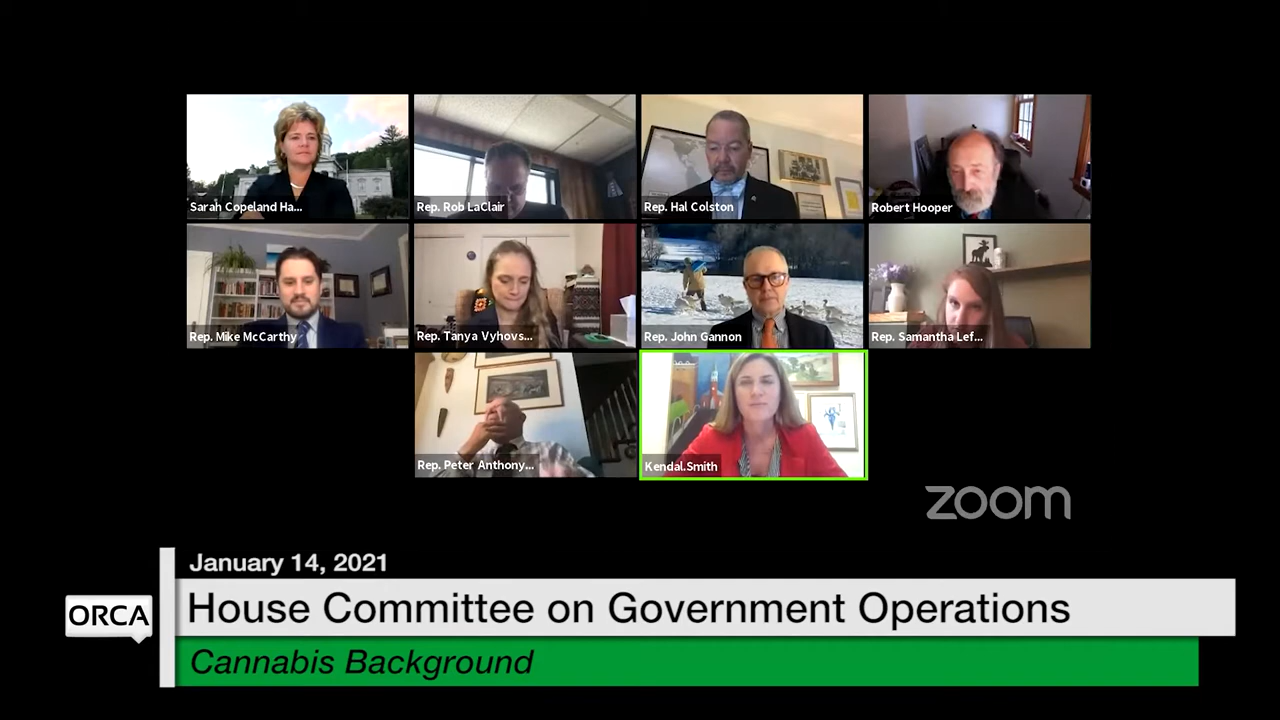 Sarah Copeland Ha...
Rep. Rob LaClair
Rep. Hal Colston
Robert Hooper
Rep. Mike McCarthy
Rep. Tanya Vyhovs...
Rep. John Gannon
Rep. Samantha Lef...
Rep. Peter Anthony...
Kendal.Smith
zoom
January 14, 2021
ORCA
House Committee on Government Operations
Cannabis Background